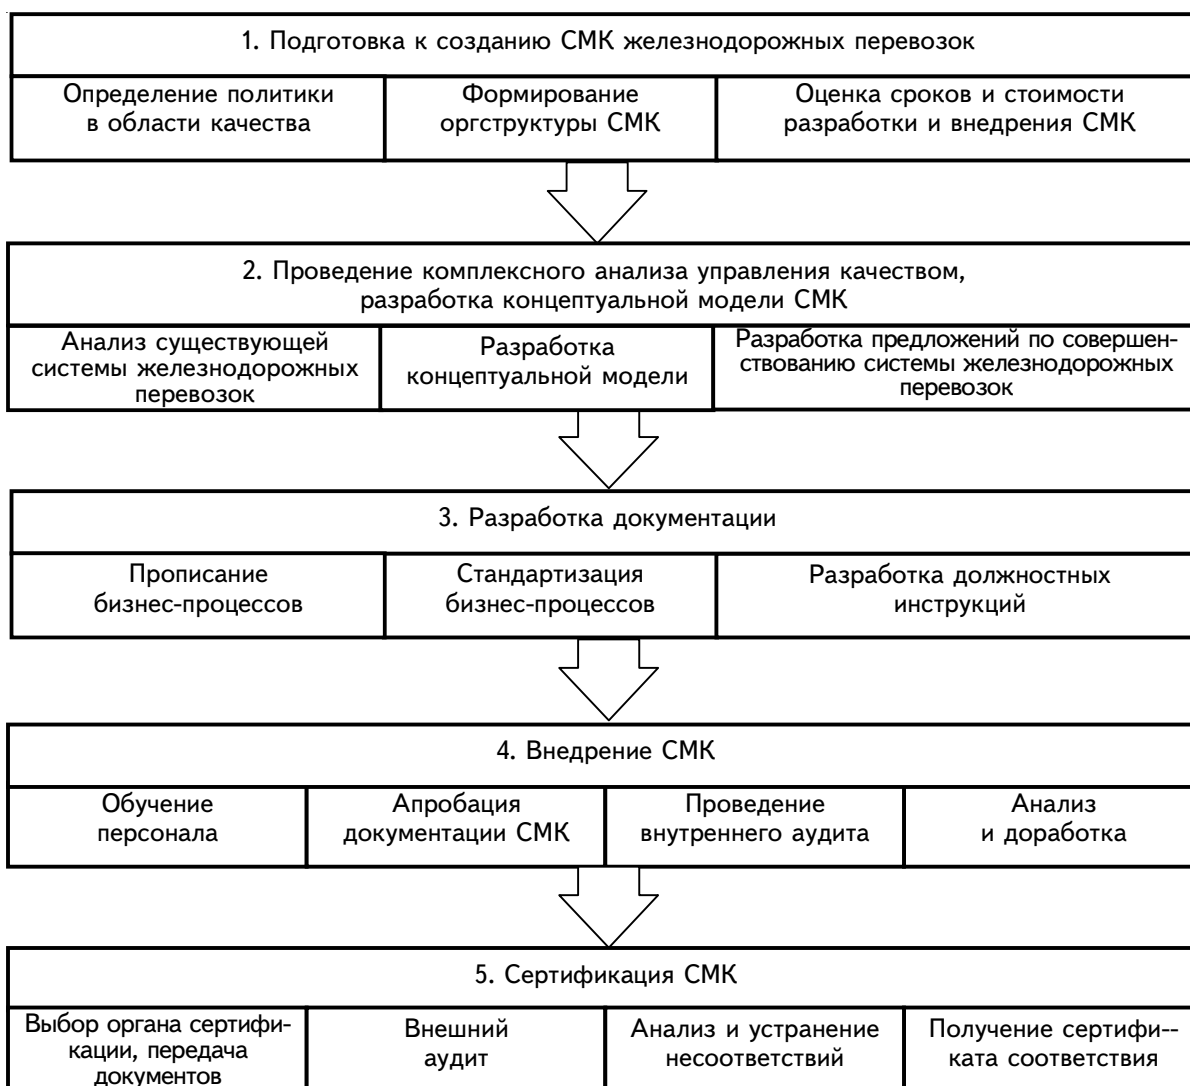 1. Подготовка к созданию СМК железнодорожных перевозок
Определение политики
в области качества
Формирование
оргструктуры СМК
Оценка сроков и стоимости
разработки и внедрения СМК
2. Проведение комплексного анализа управления качеством,
разработка концептуальной модели СМК
Анализ существующей
системы железнодорожных
перевозок
Разработка
концептуальной модели
Разработка предложений по совершен-
ствованию системы железнодорожных
перевозок
3. Разработка документации
Прописание
бизнес-процессов
Стандартизация
бизнес-процессов
Разработка должностных
инструкций
4. Внедрение СМК
Обучение
персонала
Апробация
документации СМК
Проведение
внутреннего аудита
Анализ
и доработка
5. Сертификация СМК
Выбор органа сертифи-
кации, передача
документов
Внешний
аудит
Анализ и устранение
несоответствий
Получение сертифи--
ката соответствия